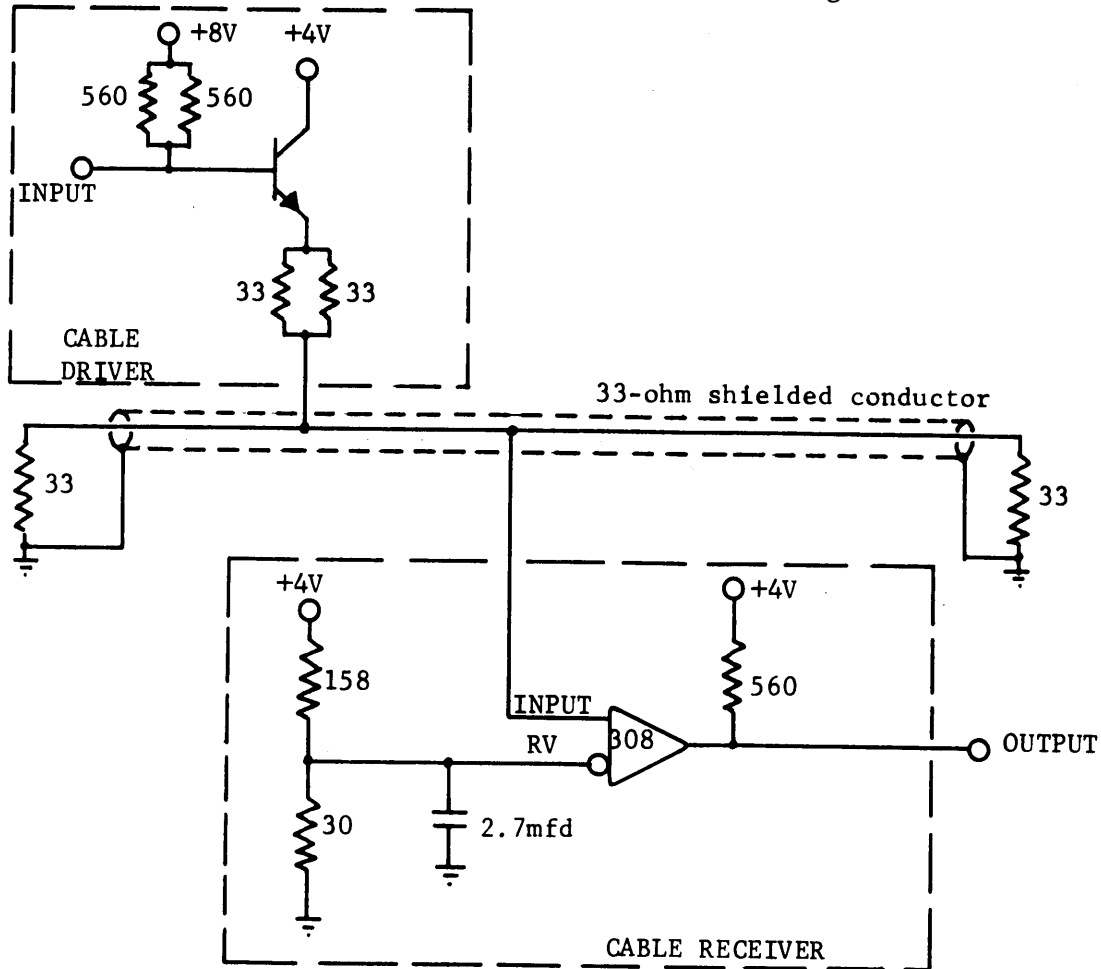 +8V
+4V
560
560
INPUT
33
33
CABLE
DRIVER
33-ohm shielded conductor
33
33
+4V
+4V
158
560
INPUT
308
RV
OUTPUT
30
2.7mfd
CABLE RECEIVER